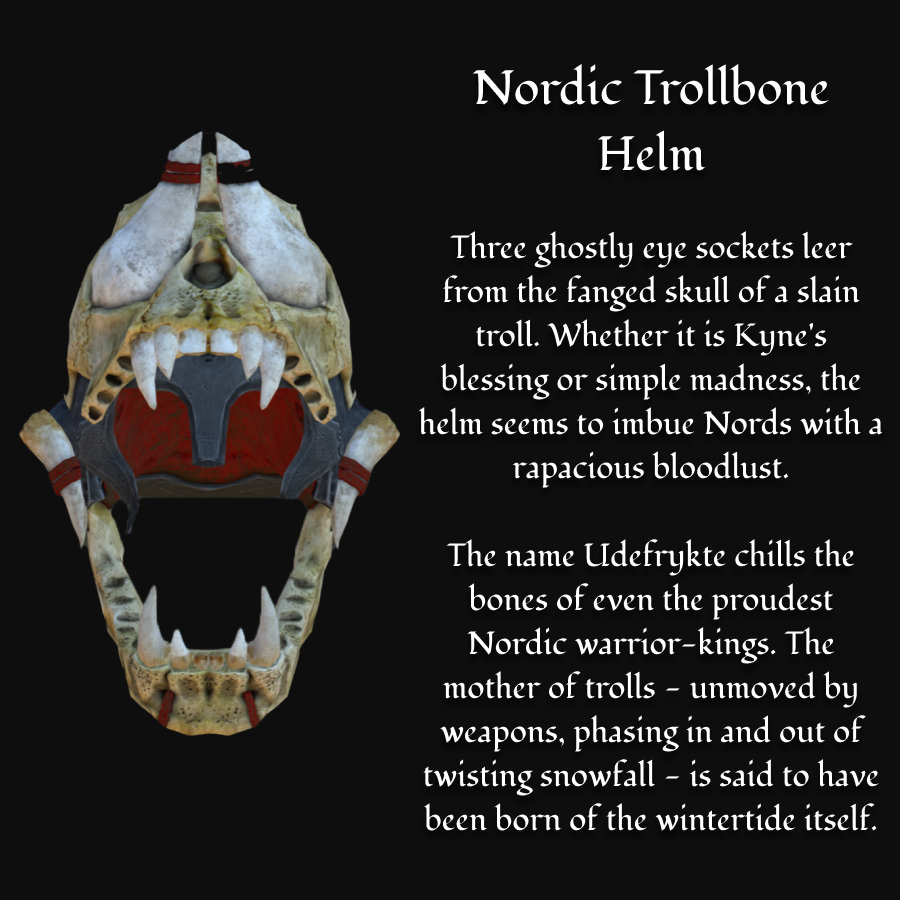 Nordic Trollbone
Helm
Three ghostly eye sockets leer
from the fanged skull of a slain
troll. Whether it is Kyne's
blessing or simple madness, the
helm seems to imbue Nords with a
rapacious bloodlust.
The name Udefrykte chills the
bones of even the proudest
Nordic warrior-kings. The
mother of trolls - unmoved by
weapons, phasing in and out of
twisting snowfall - is said to have
been born of the wintertide itself.